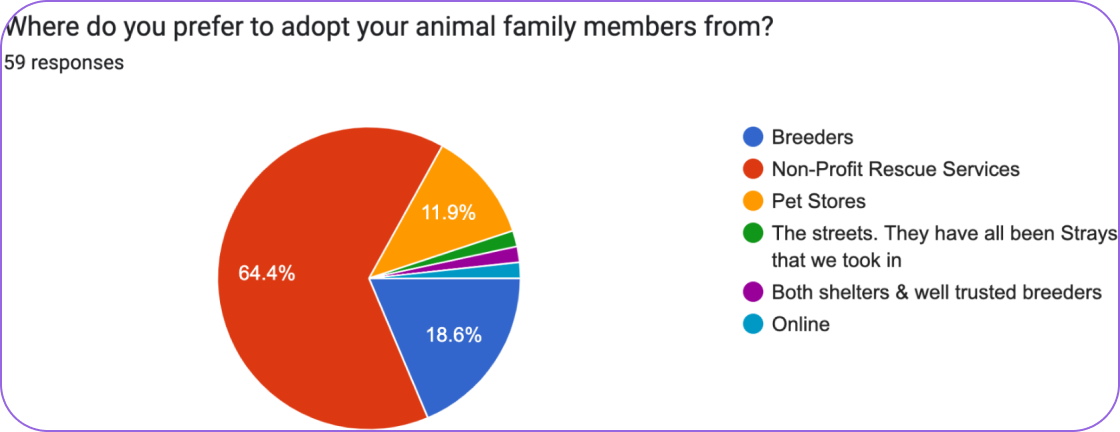 Where do you prefer to adopt your animal family members from?
59 responses
Breeders
Non-Profit Rescue Services
11.9%
Pet Stores
The streets. They have all been Strays
that we took in
64.4%
Both shelters & well trusted breeders
18.6%
Online